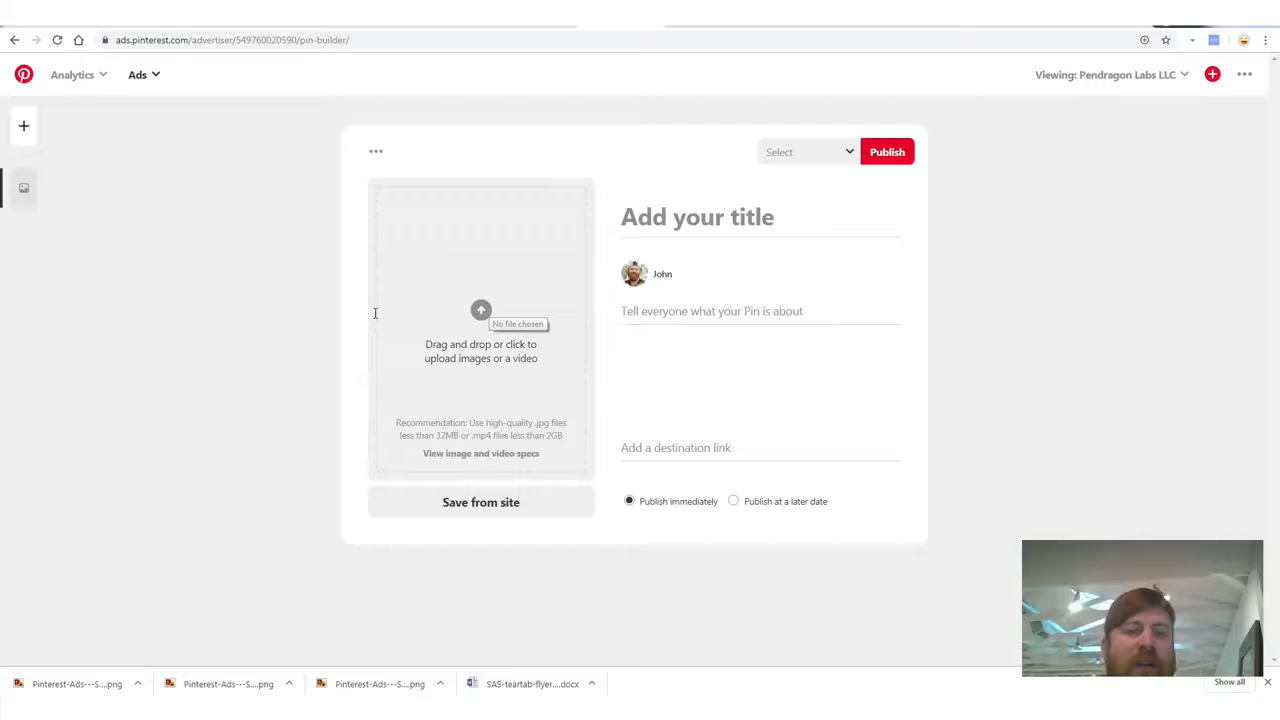 ads.pinterest.com/advertiser/549760020590/pin-builder/
Analytics
Ads
Viewing: Pendragon Labs LLC
Select
Publish
Add your title
John
Tell everyone what your Pin is about
No file chosen
Drag and drop or click to
upload images or a video
Recommendation: Use high-quality .jpg files
less than 32MB or .mp4 files less than 2GB
View image and video specs
Add a destination link
Save from site
Publish immediately
Publish at a later date
Pinterest-Ads---S....png
Pinterest-Ads---S....png
Pinterest-Ads---S....png
SAS-teartab-flyer....docx
Show all